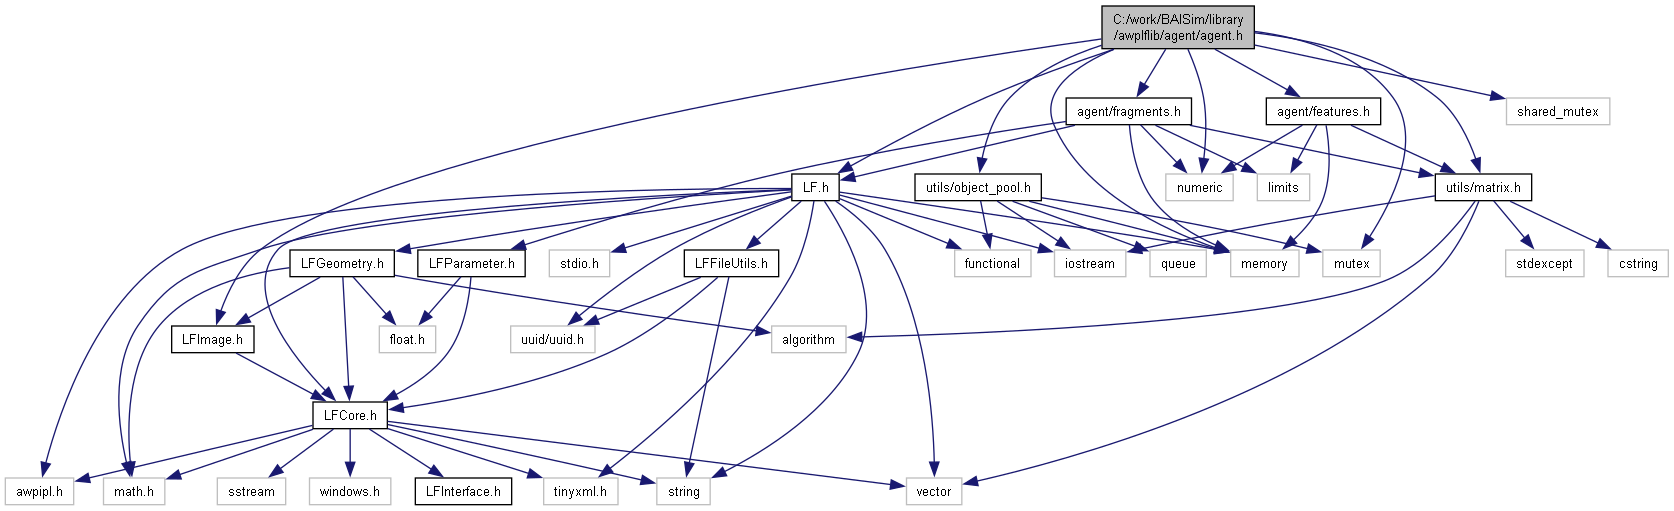 C:/work/BAISim/library
/awplflib/agent/agent.h
agent/fragments.h
agent/features.h
shared_mutex
LF.h
utils/object_pool.h
numeric
limits
utils/matrix.h
LFGeometry.h
LFParameter.h
stdio.h
LFFileUtils.h
functional
iostream
queue
memory
mutex
stdexcept
cstring
LFImage.h
float.h
uuid/uuid.h
algorithm
LFCore.h
awpipl.h
math.h
sstream
windows.h
LFInterface.h
tinyxml.h
string
vector